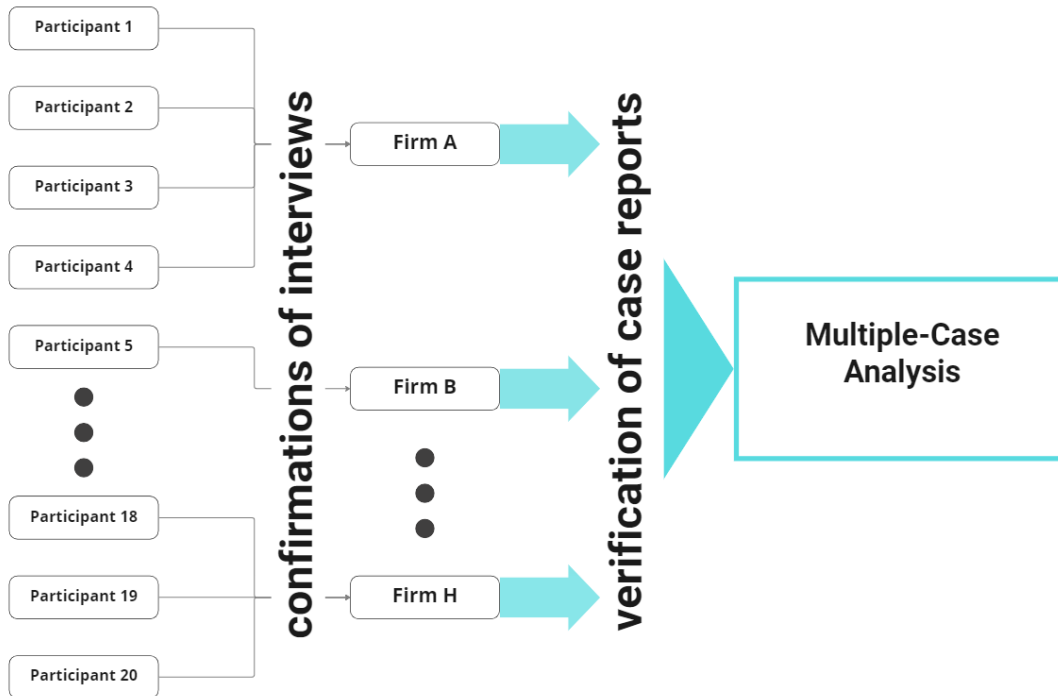 Participant 1
Participant 2
Participant 3
Participant 4
Participant 5
Participant 18
Participant 19
Participant 20
confirmations of interviews
Firm A
Firm B
Firm H
verification of case reports
Multiple-Case
Analysis